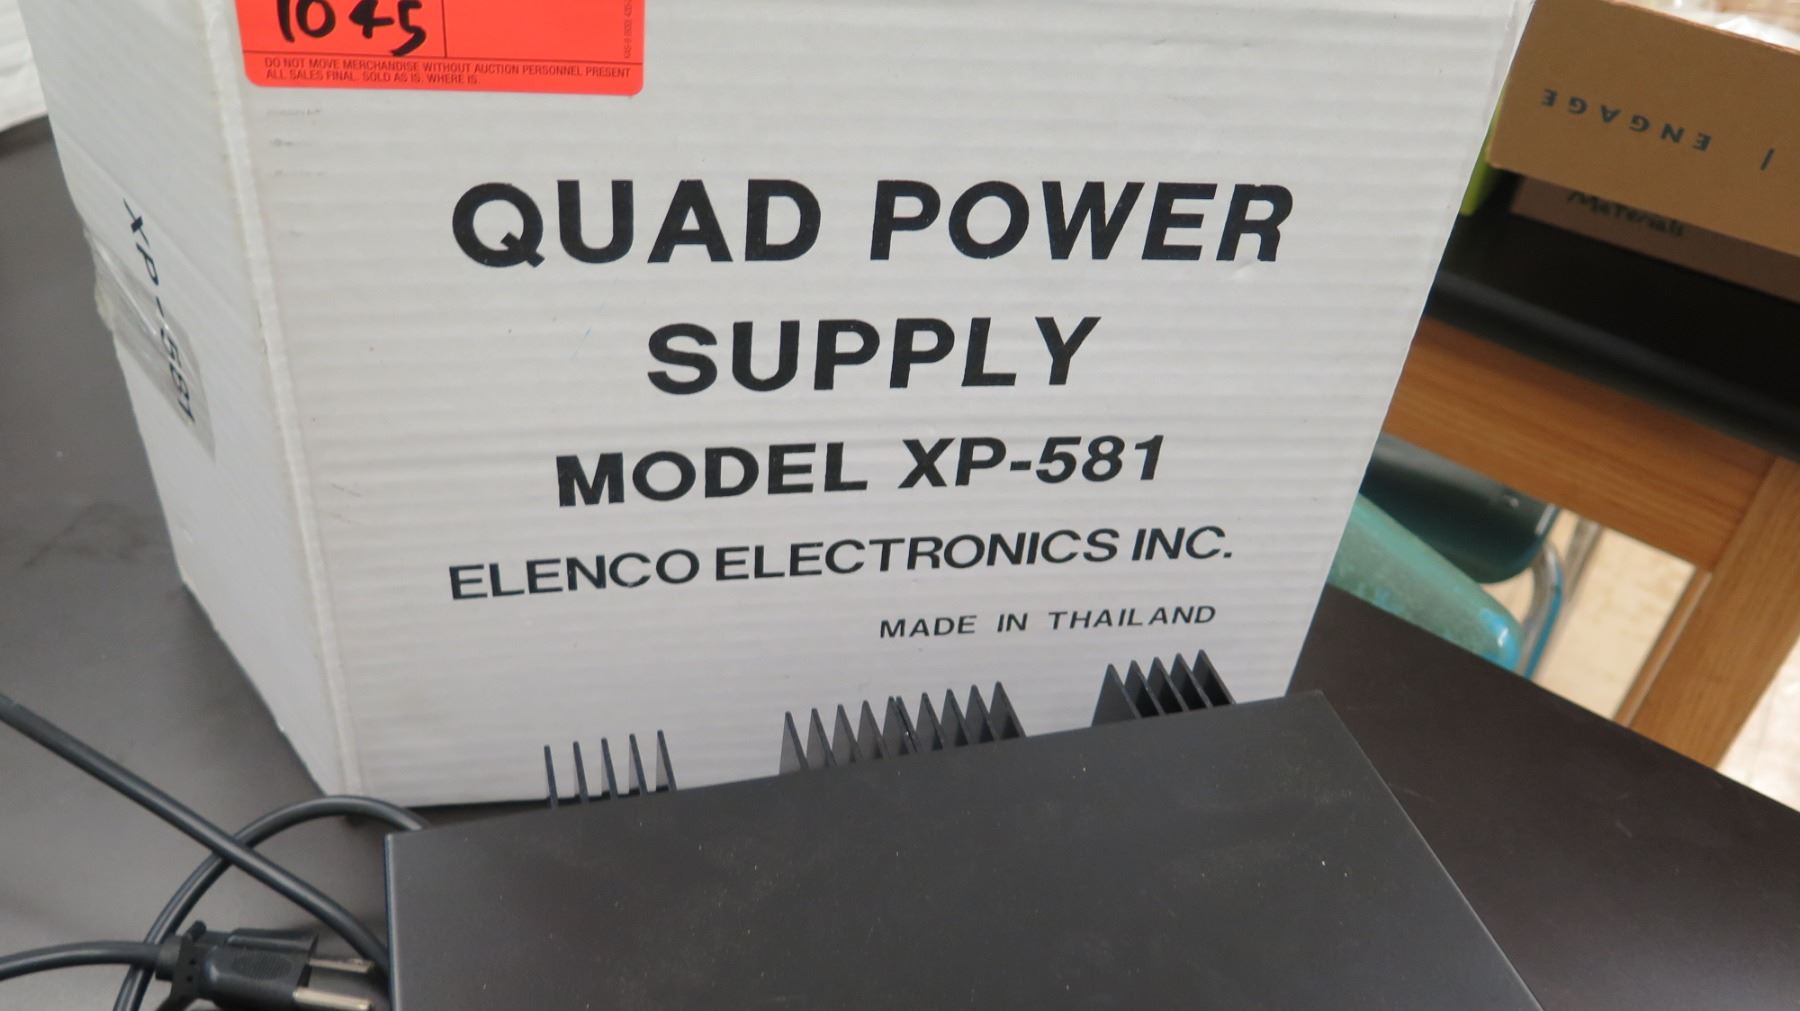 1045
DO NOT MOVE MERCHANDISE WITHOUT AUCTION PERSONNEL PRESENT
ALL SALES FINAL. SOLD AS IS. WHERE IS.
QUAD POWER
SUPPLY
MODEL XP-581
ELENCO ELECTRONICS INC.
MADE IN THAILAND
XP-581
ENGAGE |
Materials